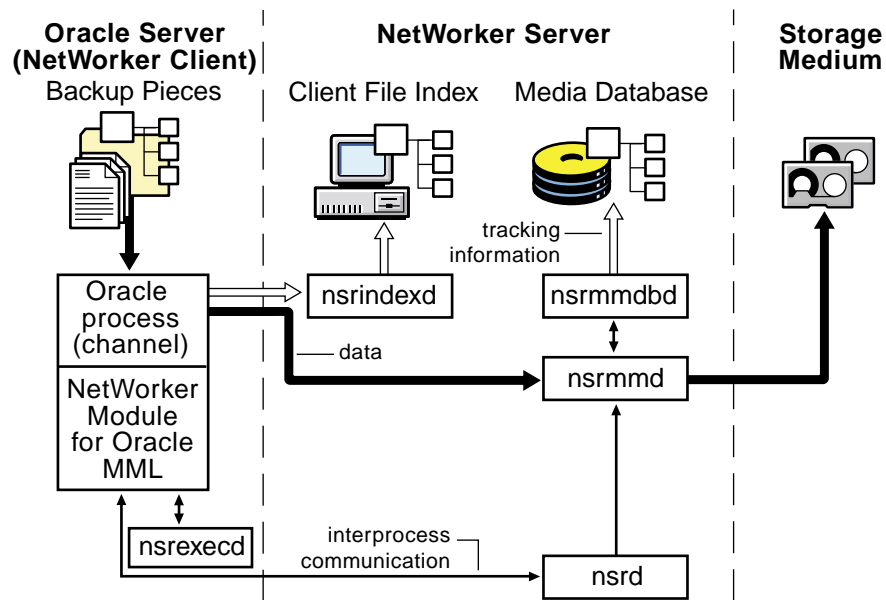 Oracle Server
(NetWorker Client)
NetWorker Server
Storage
Medium
Backup Pieces
Client File Index
Media Database
tracking
information
Oracle
process
(channel)
nsrindexd
nsrmmdbd
data
nsrmmd
NetWorker
Module
for Oracle
MML
nsrexecd
interprocess
communication
nsrd